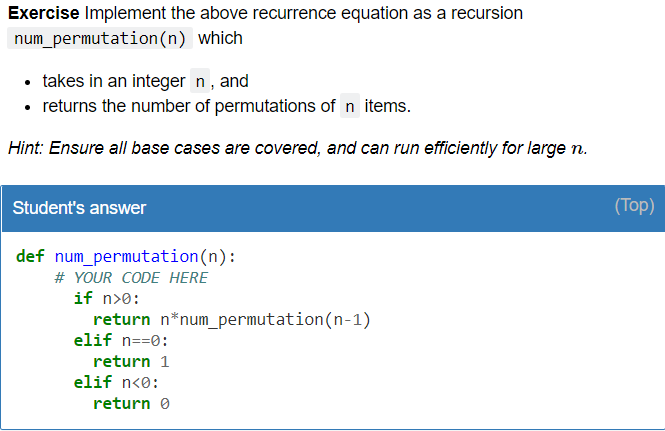 Exercise Implement the above recurrence equation as a recursion
num_permutation(n) which
• takes in an integer n , and
• returns the number of permutations of n items.
Hint: Ensure all base cases are covered, and can run efficiently for large n.
Student's answer
(Top)
def num_permutation(n):
    # YOUR CODE HERE
      if n>0:
        return n*num_permutation(n-1)
      elif n==0:
        return 1
      elif n<0:
        return 0